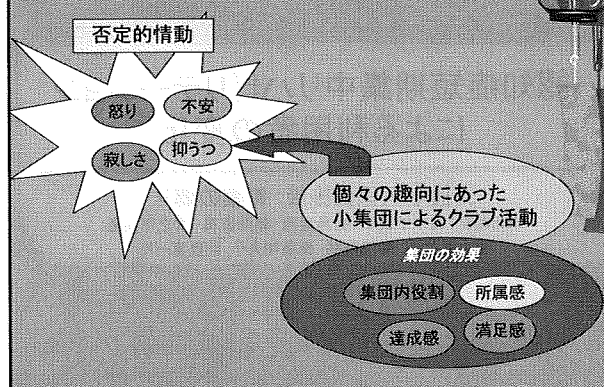 否定的情動
怒り
不安
寂しさ
抑うつ
個々の趣向にあった
小集団によるクラブ活動
集団の効果
集団内役割
所属感
達成感
満足感